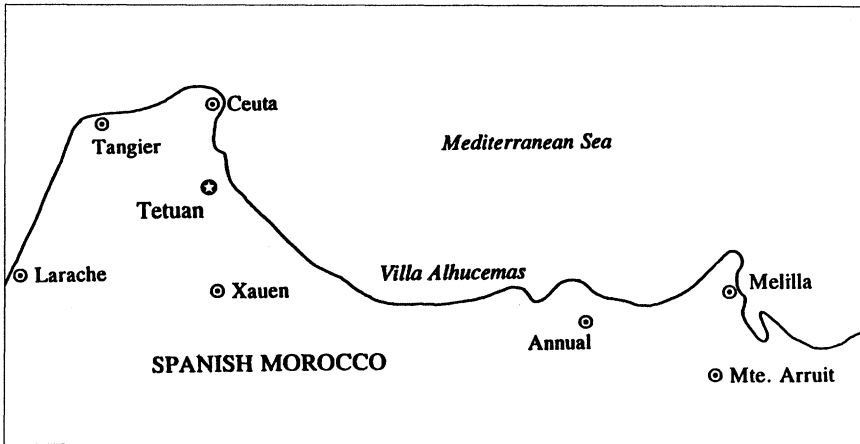 Ceuta
Tangier
Mediterranean Sea
Tetuan
Larache
Villa Alhucemas
Xauen
Melilla
Annual
SPANISH MOROCCO
Mte. Arruit